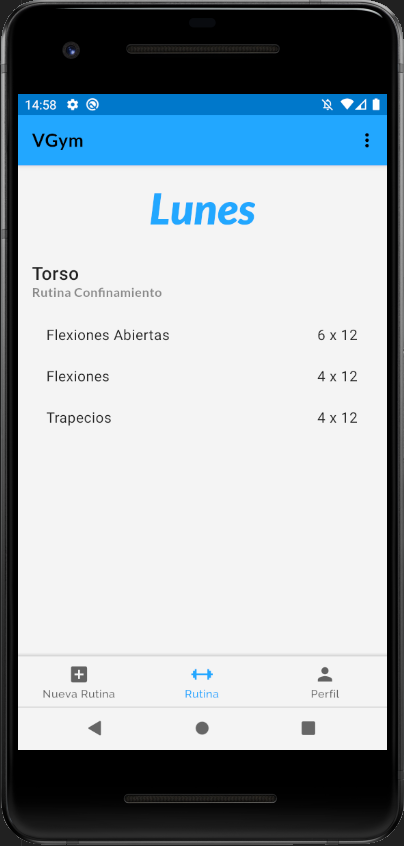 14:58
VGym
Lunes
Torso
Rutina Confinamiento
Flexiones Abiertas 6 x 12
Flexiones 4 x 12
Trapecios 4 x 12
Nueva Rutina Rutina Perfil